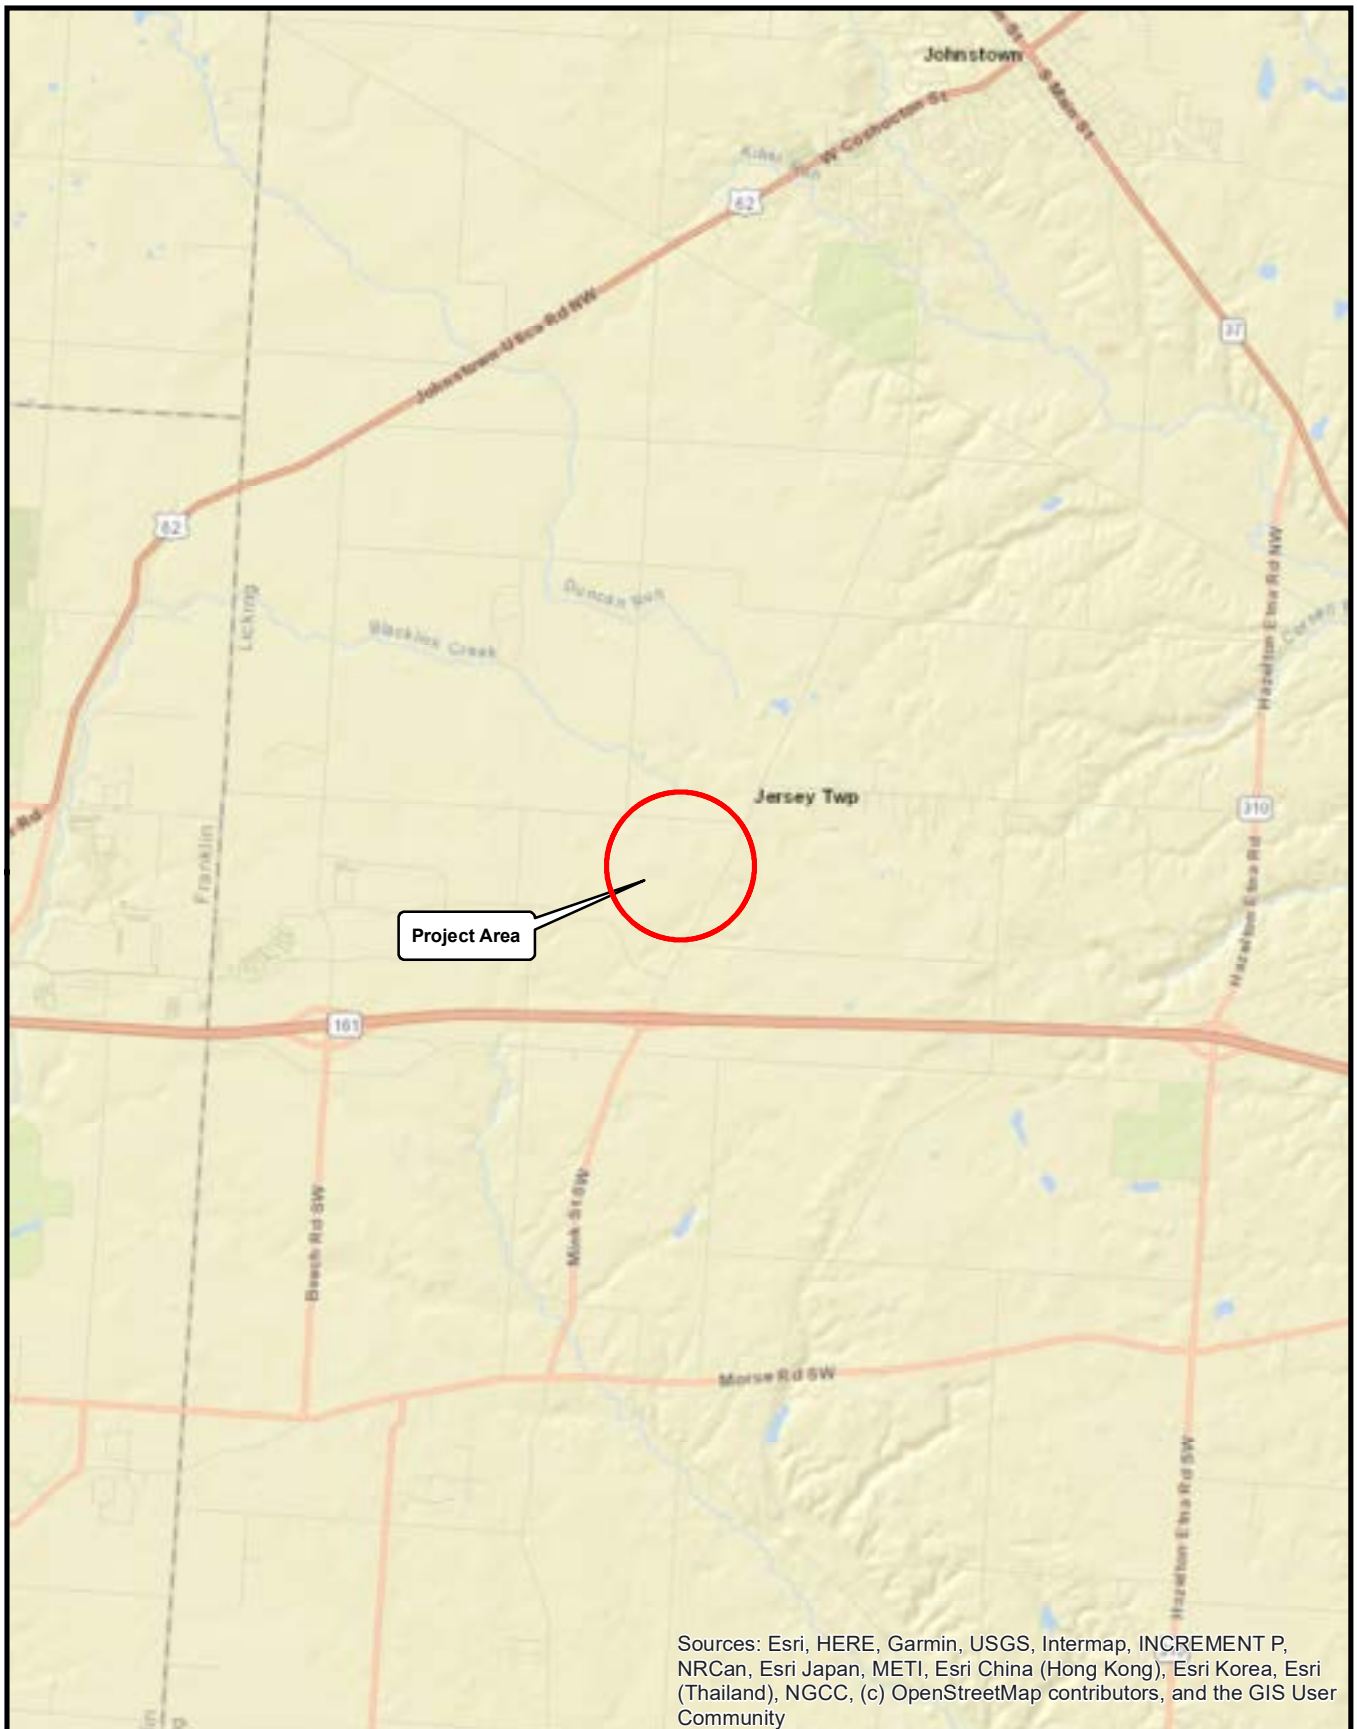 Johnstown
S Main St
W Coshocton St
62
Johnstown-Utica Rd NW
37
62
Licking
Duncan Run
Blacklick Creek
Hazelton Etna Rd NW
Jersey Twp
310
Rd
Franklin
Hazelton Etna Rd
Project Area
161
Beech Rd SW
Mink St SW
Morse Rd SW
Hazelton Etna Rd SW
Sources: Esri, HERE, Garmin, USGS, Intermap, INCREMENT P,
NRCan, Esri Japan, METI, Esri China (Hong Kong), Esri Korea, Esri
(Thailand), NGCC, (c) OpenStreetMap contributors, and the GIS User
Community